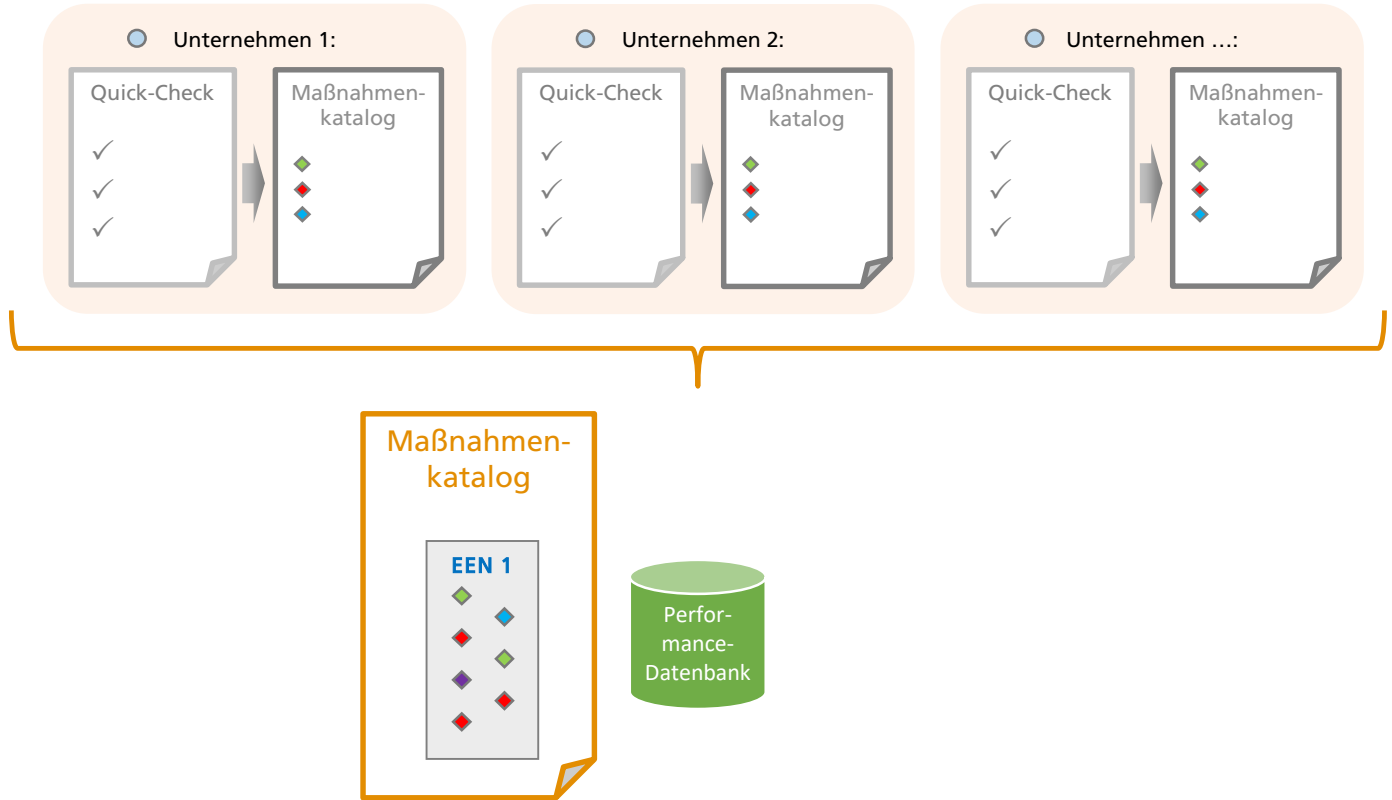 Unternehmen 1:
Quick-Check
Maßnahmen-
katalog
Unternehmen 2:
Quick-Check
Maßnahmen-
katalog
Unternehmen …:
Quick-Check
Maßnahmen-
katalog
Maßnahmen-
katalog
EEN 1
Perfor-
mance-
Datenbank